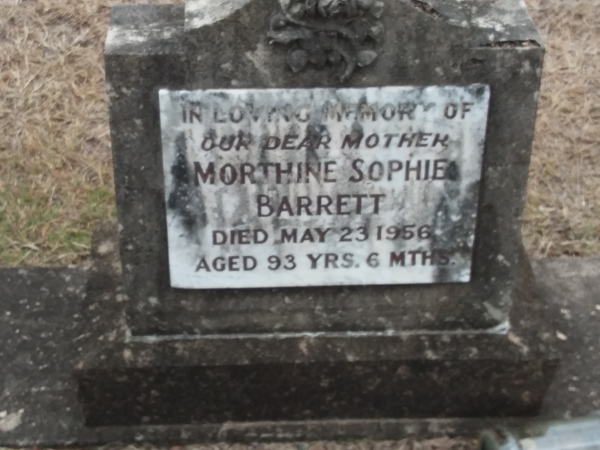 IN LOVING MEMORY OF
OUR DEAR MOTHER
MORTHINE SOPHIE
BARRETT
DIED MAY 23 1956
AGED 93 YRS. 6 MTHS.